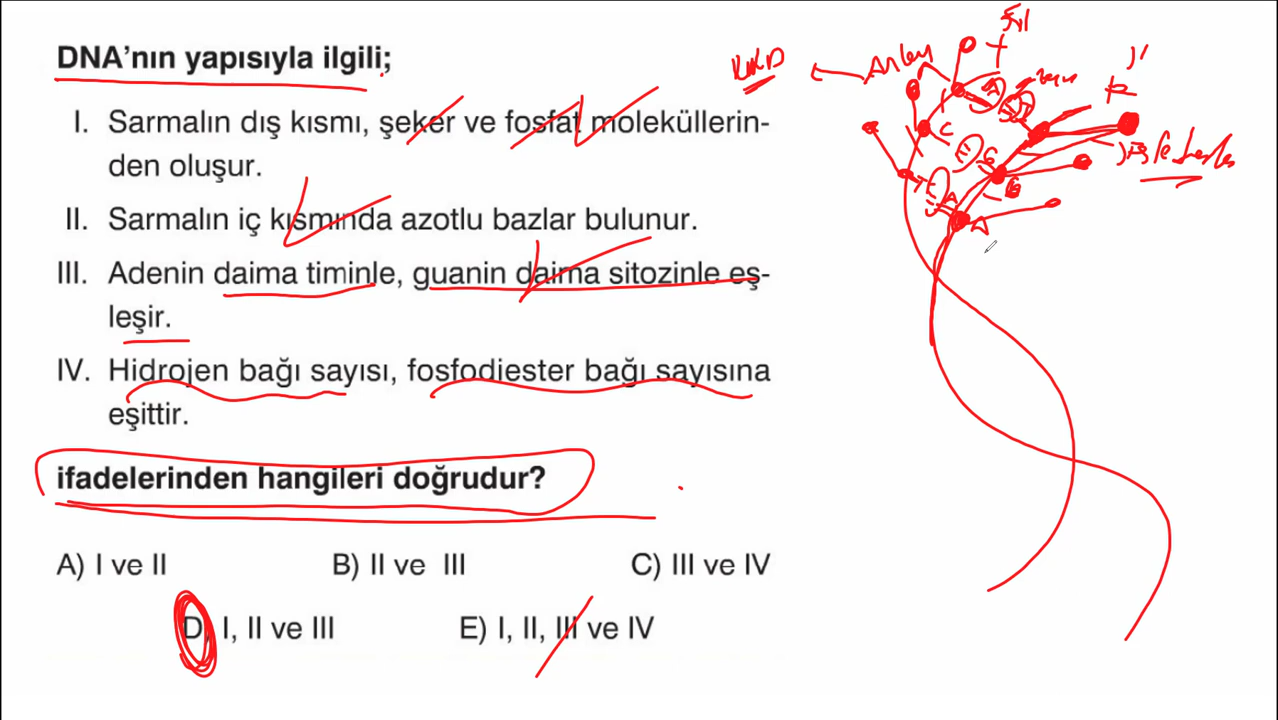 DNA'nın yapısıyla ilgili;
I. Sarmalın dış kısmı, şeker ve fosfat moleküllerin-
den oluşur.
II. Sarmalın iç kısmında azotlu bazlar bulunur.
III. Adenin daima timinle, guanin daima sitozinle eş-
leşir.
IV. Hidrojen bağı sayısı, fosfodiester bağı sayısına
eşittir.
ifadelerinden hangileri doğrudur?
A) I ve II B) II ve III C) III ve IV
D) I, II ve III E) I, II, III ve IV
A
C
G
T
A